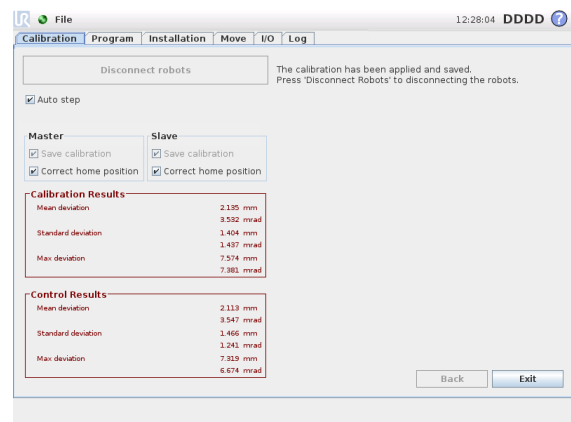 UR File 12:28:04 DDDD ?
Calibration Program Installation Move I/O Log
Disconnect robots
The calibration has been applied and saved.
Press 'Disconnect Robots' to disconnecting the robots.
Auto step
Master Slave
Save calibration Save calibration
Correct home position Correct home position
Calibration Results
Mean deviation 2.135 mm
3.532 mrad
Standard deviation 1.404 mm
1.437 mrad
Max deviation 7.574 mm
7.381 mrad
Control Results
Mean deviation 2.113 mm
3.547 mrad
Standard deviation 1.466 mm
1.241 mrad
Max deviation 7.319 mm
6.674 mrad
Back Exit